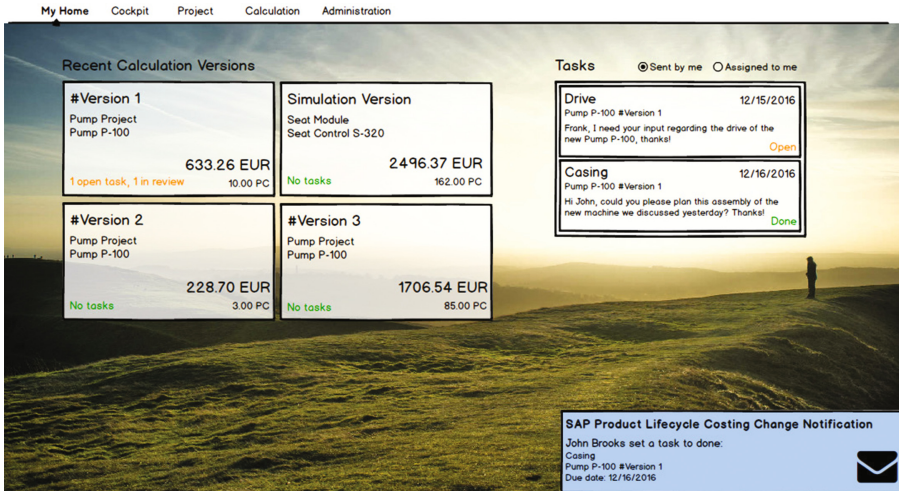 My Home Cockpit Project Calculation Administration
Recent Calculation Versions
#Version 1
Pump Project
Pump P-100
633.26 EUR
1 open task, 1 in review 10.00 PC
Simulation Version
Seat Module
Seat Control S-320
2496.37 EUR
No tasks 162.00 PC
#Version 2
Pump Project
Pump P-100
228.70 EUR
No tasks 3.00 PC
#Version 3
Pump Project
Pump P-100
1706.54 EUR
No tasks 85.00 PC
Tasks Sent by me Assigned to me
Drive 12/15/2016
Pump P-100 #Version 1
Frank, I need your input regarding the drive of the
new Pump P-100, thanks!
Open
Casing 12/16/2016
Pump P-100 #Version 1
Hi John, could you please plan this assembly of the
new machine we discussed yesterday? Thanks!
Done
SAP Product Lifecycle Costing Change Notification
John Brooks set a task to done:
Casing
Pump P-100 #Version 1
Due date: 12/16/2016